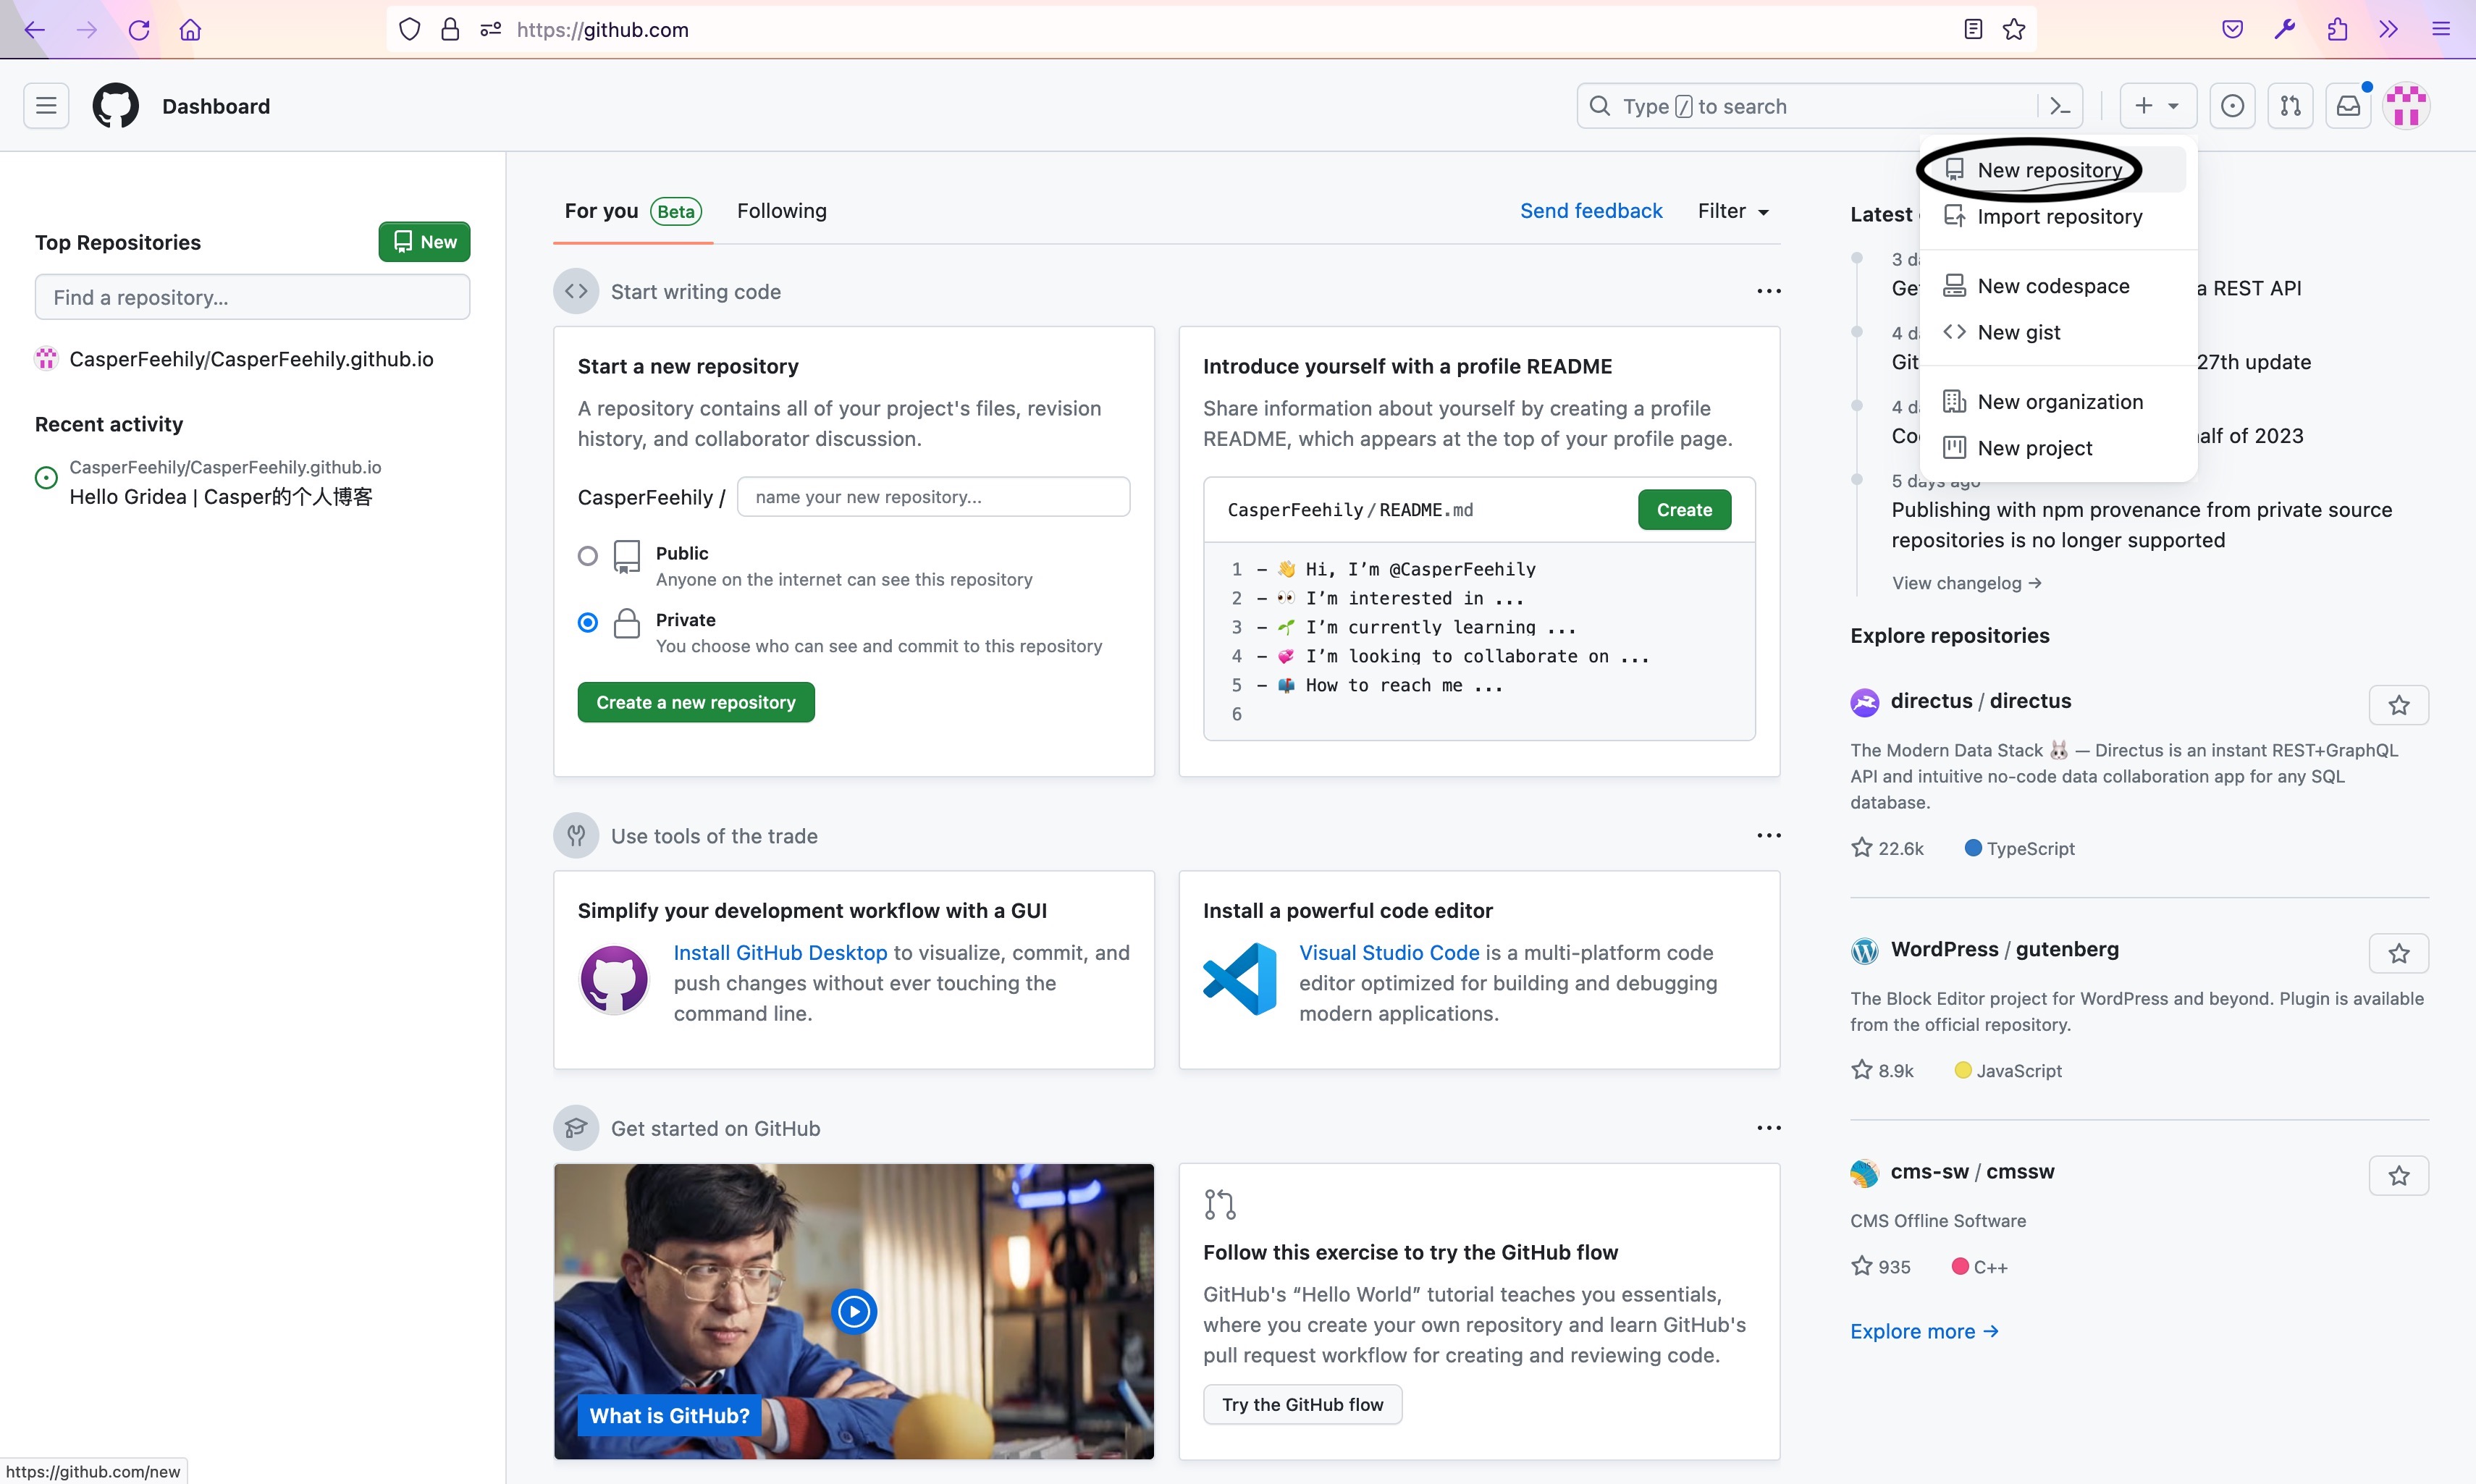 https://github.com
Dashboard
Type / to search
Top Repositories
New
Find a repository...
CasperFeehily/CasperFeehily.github.io
Recent activity
CasperFeehily/CasperFeehily.github.io
Hello Gridea | Casper的个人博客
For you Beta
Following
Send feedback
Filter
Start writing code
Start a new repository
A repository contains all of your project's files, revision
history, and collaborator discussion.
CasperFeehily / name your new repository...
Public
Anyone on the internet can see this repository
Private
You choose who can see and commit to this repository
Create a new repository
Introduce yourself with a profile README
Share information about yourself by creating a profile
README, which appears at the top of your profile page.
CasperFeehily/README.md
Create
1 - 👋 Hi, I’m @CasperFeehily
2 - 👀 I’m interested in ...
3 - 🌱 I’m currently learning ...
4 - 💞️ I’m looking to collaborate on ...
5 - 📫 How to reach me ...
6
Use tools of the trade
Simplify your development workflow with a GUI
Install GitHub Desktop to visualize, commit, and
push changes without ever touching the
command line.
Install a powerful code editor
Visual Studio Code is a multi-platform code
editor optimized for building and debugging
modern applications.
Get started on GitHub
What is GitHub?
Follow this exercise to try the GitHub flow
GitHub's “Hello World” tutorial teaches you essentials,
where you create your own repository and learn GitHub's
pull request workflow for creating and reviewing code.
Try the GitHub flow
New repository
Import repository
New codespace
New gist
New organization
New project
Latest
3
a REST API
4
27th update
4
half of 2023
5 days ago
Publishing with npm provenance from private source
repositories is no longer supported
View changelog →
Explore repositories
directus / directus
The Modern Data Stack 🐰 — Directus is an instant REST+GraphQL
API and intuitive no-code data collaboration app for any SQL
database.
22.6k
TypeScript
WordPress / gutenberg
The Block Editor project for WordPress and beyond. Plugin is available
from the official repository.
8.9k
JavaScript
cms-sw / cmssw
CMS Offline Software
935
C++
Explore more →
https://github.com/new